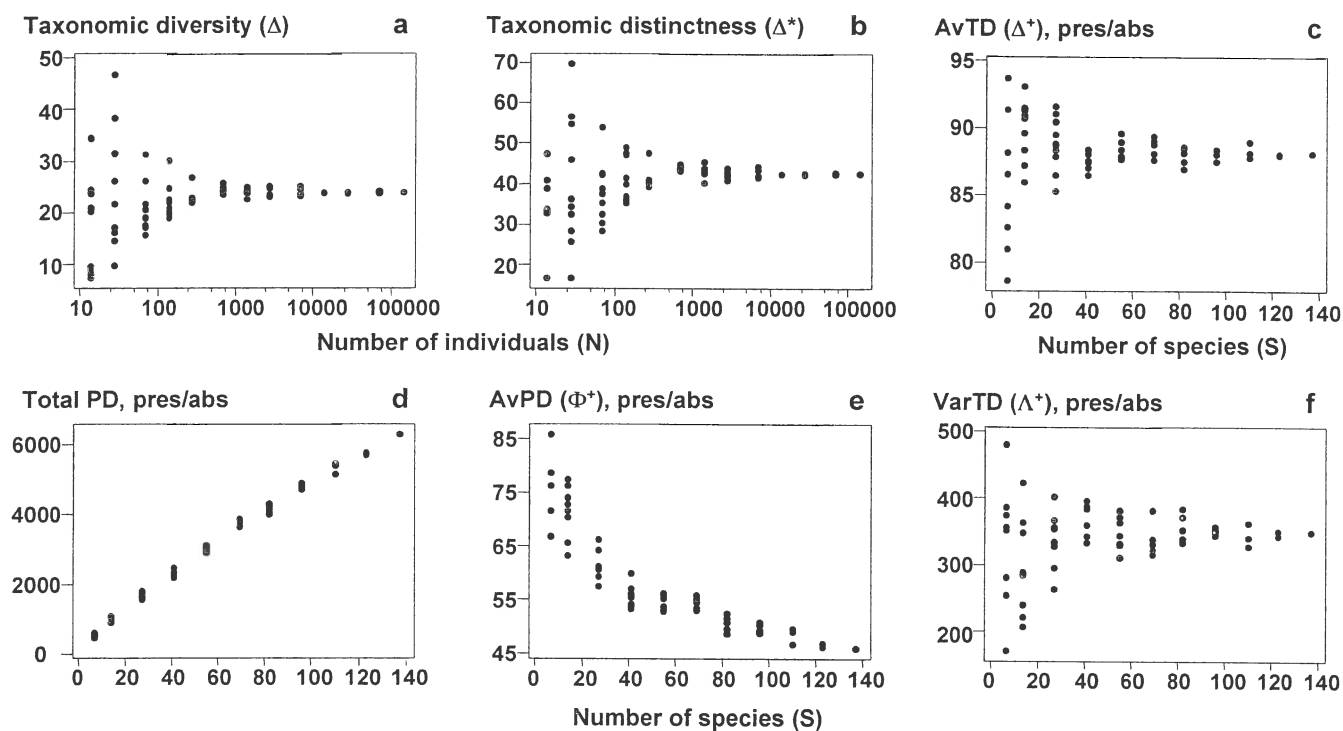 Taxonomic diversity (Δ) a
50
40
30
20
10
10 100 1000 10000 100000
Taxonomic distinctness (Δ*) b
70
60
50
40
30
20
10 100 1000 10000 100000
Number of individuals (N)
AvTD (Δ⁺), pres/abs c
95
90
85
80
0 20 40 60 80 100 120 140
Number of species (S)
Total PD, pres/abs d
6000
4000
2000
0
0 20 40 60 80 100 120 140
AvPD (Φ⁺), pres/abs e
85
75
65
55
45
0 20 40 60 80 100 120 140
Number of species (S)
VarTD (Λ⁺), pres/abs f
500
400
300
200
0 20 40 60 80 100 120 140